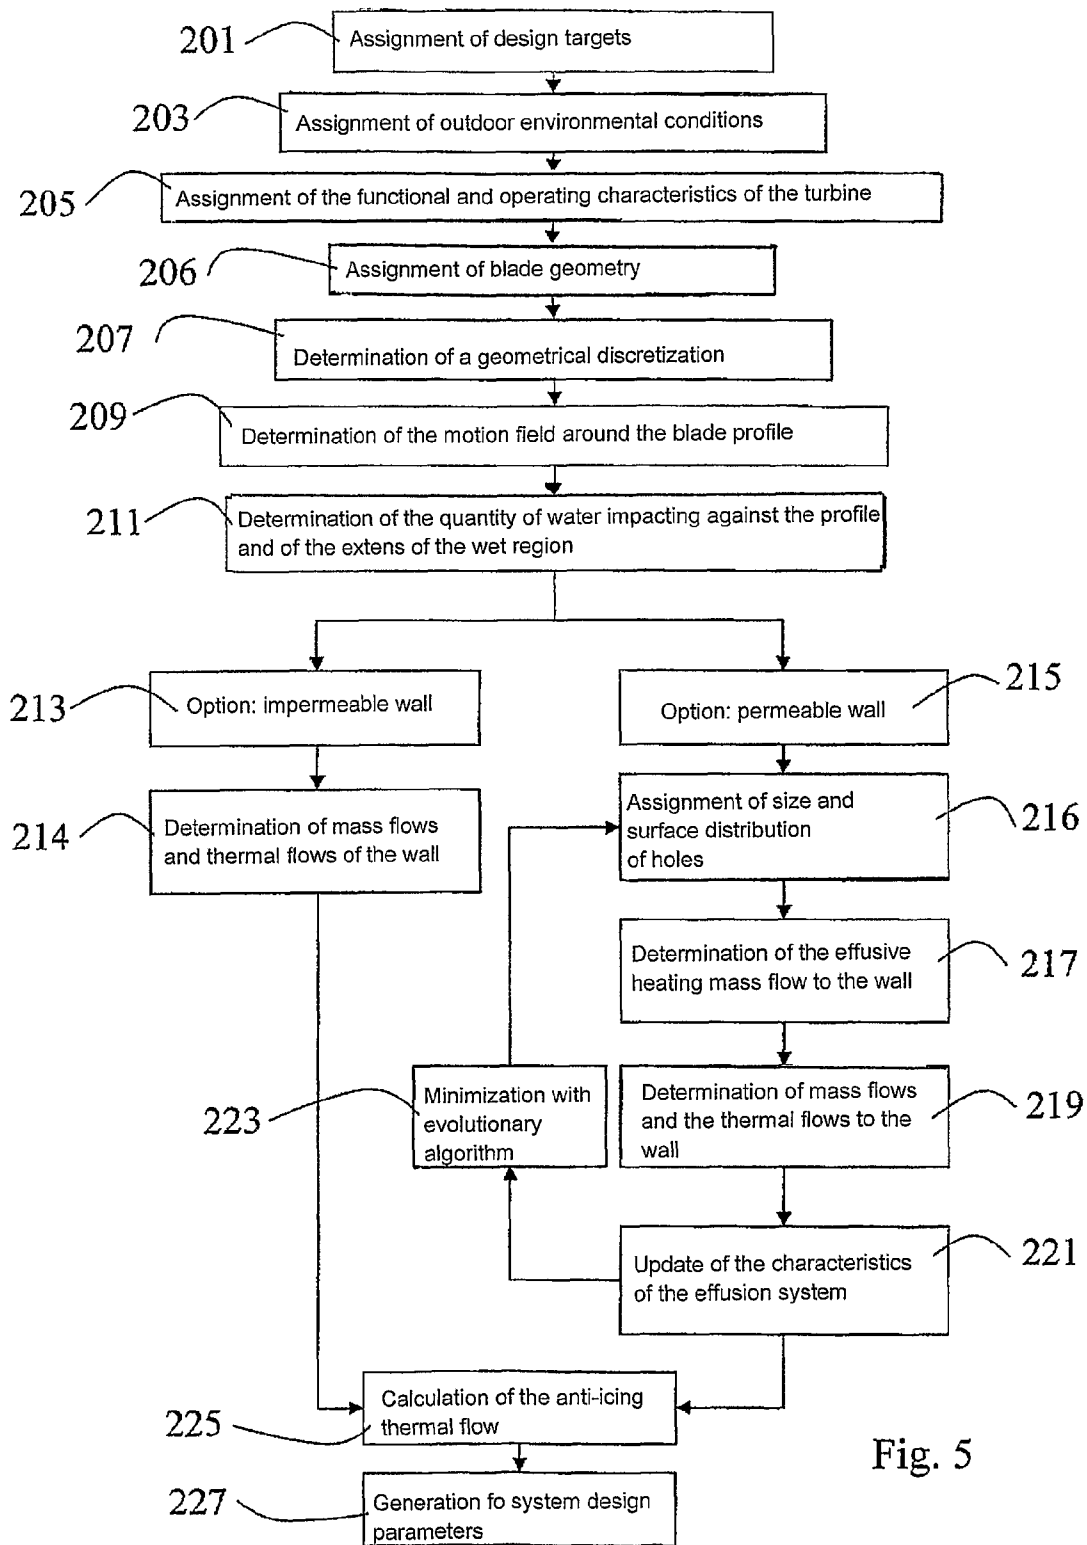 201
Assignment of design targets
203
Assignment of outdoor environmental conditions
205
Assignment of the functional and operating characteristics of the turbine
206
Assignment of blade geometry
207
Determination of a geometrical discretization
209
Determination of the motion field around the blade profile
211
Determination of the quantity of water impacting against the profile
and of the extens of the wet region
213
Option: impermeable wall
215
Option: permeable wall
214
Determination of mass flows
and thermal flows of the wall
216
Assignment of size and
surface distribution
of holes
217
Determination of the effusive
heating mass flow to the wall
223
Minimization with
evolutionary
algorithm
219
Determination of mass flows
and the thermal flows to the
wall
221
Update of the characteristics
of the effusion system
225
Calculation of the anti-icing
thermal flow
227
Generation fo system design
parameters
Fig. 5